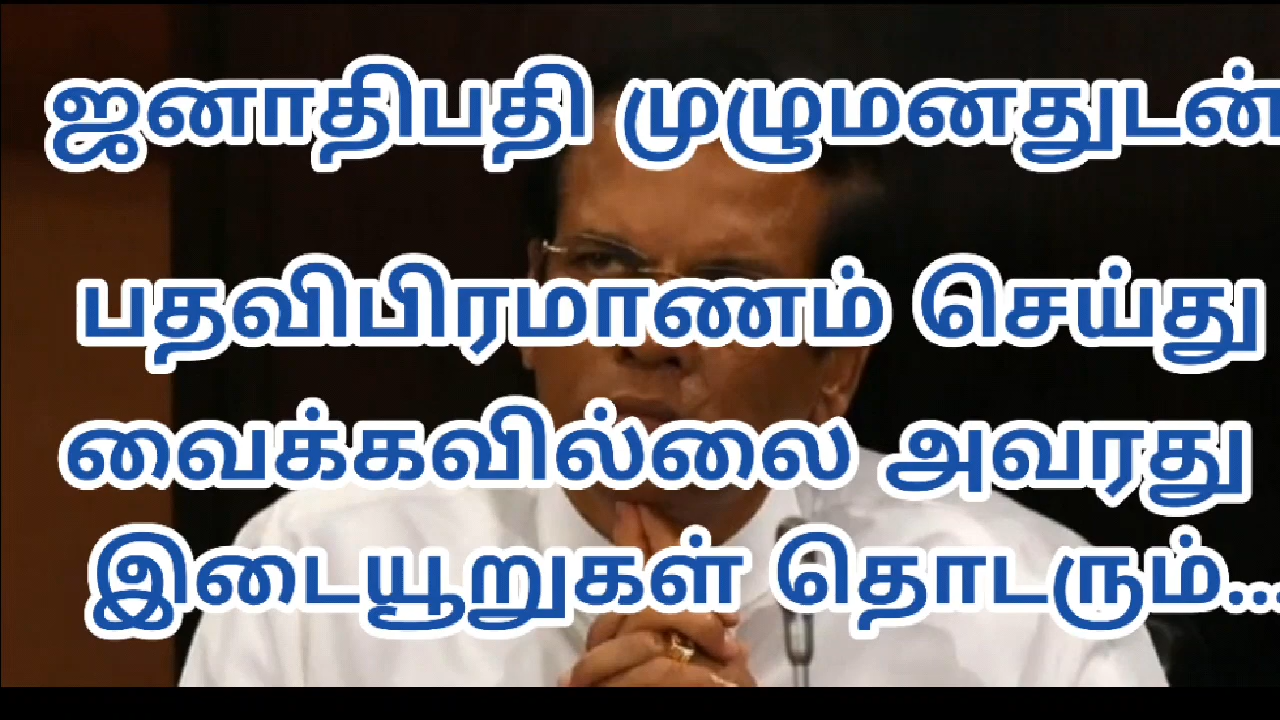 ஜனாதிபதி முழுமனதுடன்
பதவிபிரமாணம் செய்து
வைக்கவில்லை அவரது
இடையூறுகள் தொடரும்...